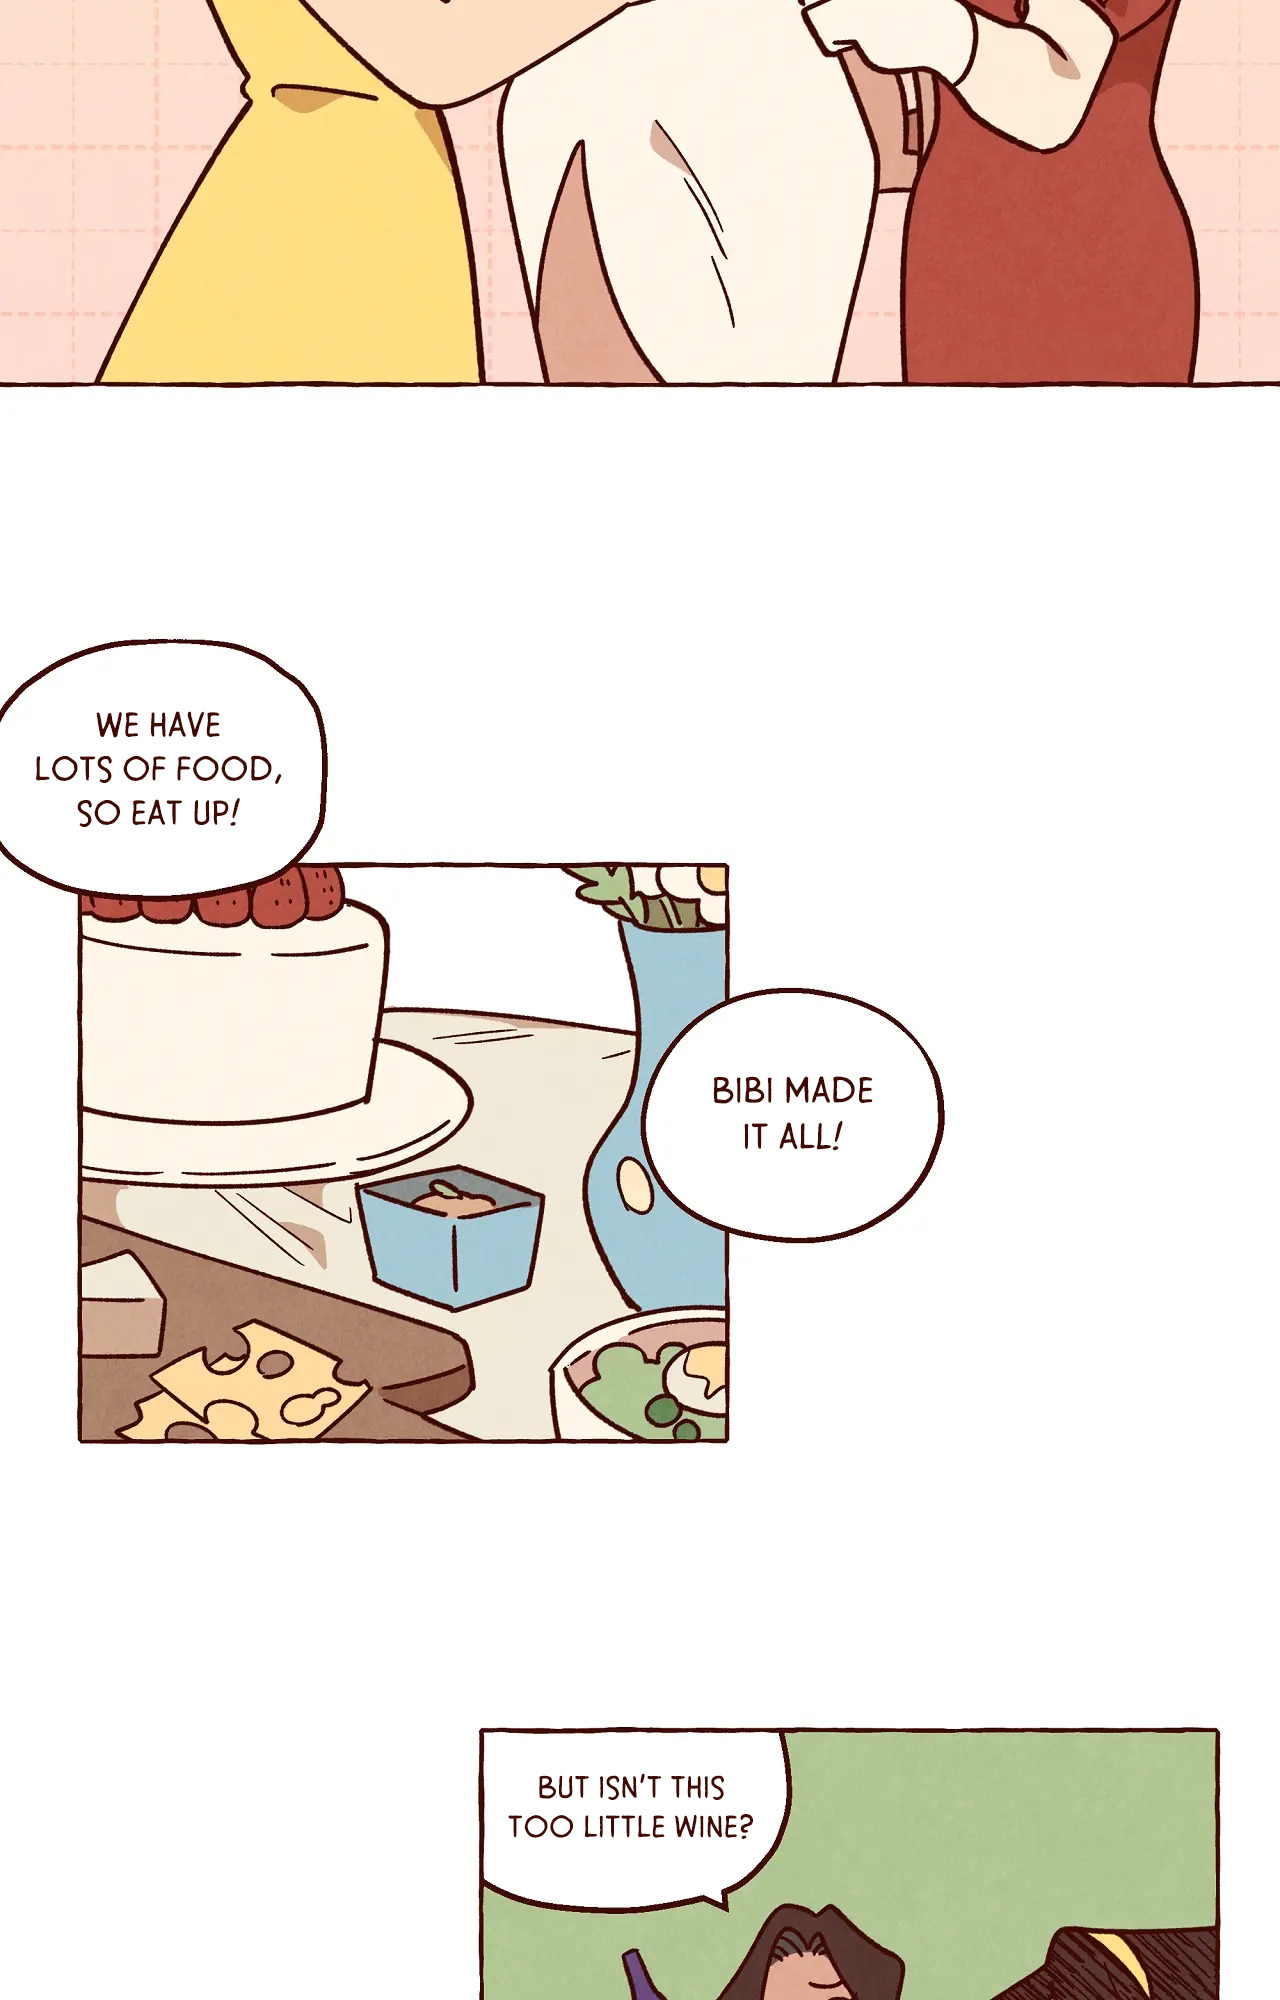 WE HAVE
LOTS OF FOOD,
SO EAT UP!
BIBI MADE
IT ALL!
BUT ISN'T THIS
TOO LITTLE WINE?